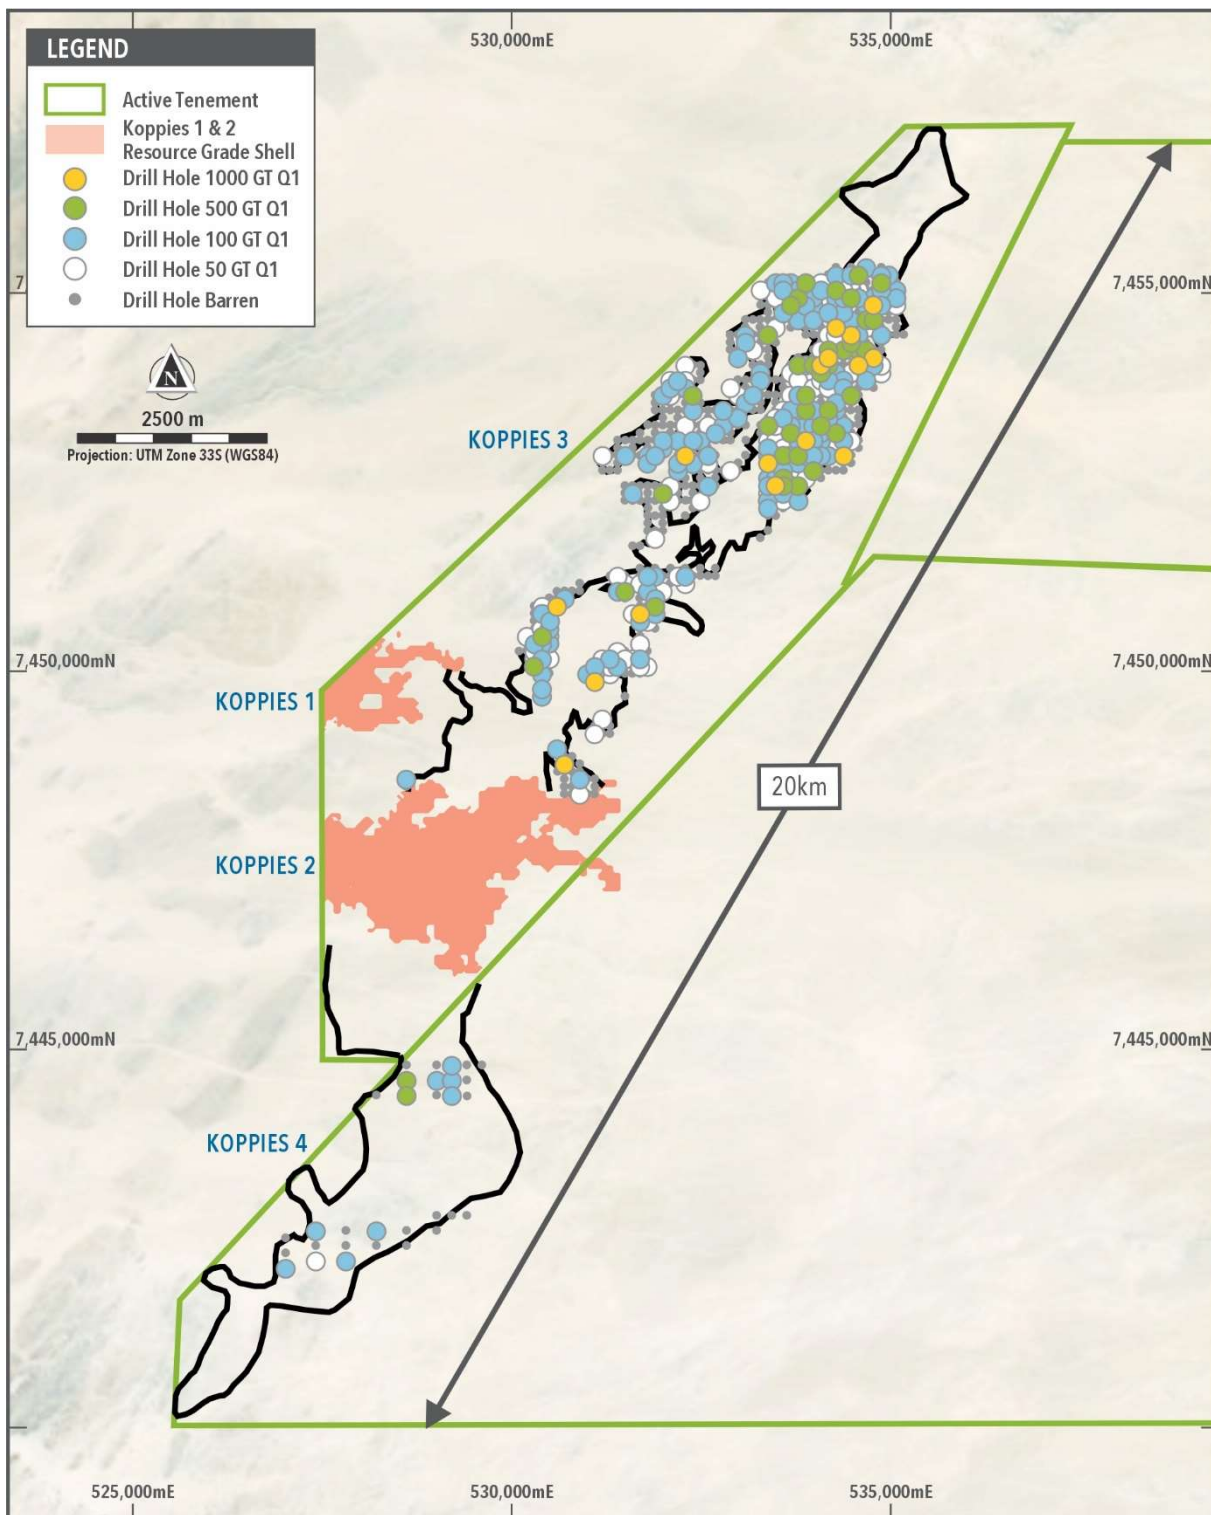 530,000mE
535,000mE
LEGEND
Active Tenement
Koppies 1 & 2
Resource Grade Shell
Drill Hole 1000 GT Q1
Drill Hole 500 GT Q1
Drill Hole 100 GT Q1
Drill Hole 50 GT Q1
Drill Hole Barren
7
7,455,000mN
N
2500 m
Projection: UTM Zone 33S (WGS84)
KOPPIES 3
7,450,000mN
7,450,000mN
KOPPIES 1
20km
KOPPIES 2
7,445,000mN
7,445,000mN
KOPPIES 4
525,000mE
530,000mE
535,000mE